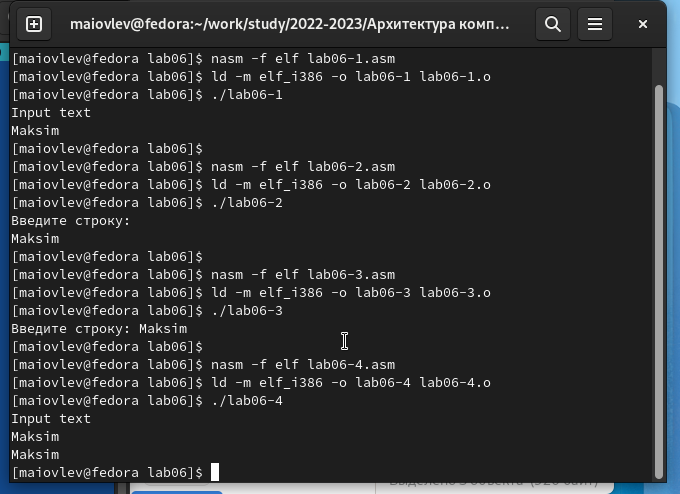 maiovlev@fedora:~/work/study/2022-2023/Архитектура комп...
[maiovlev@fedora lab06]$ nasm -f elf lab06-1.asm
[maiovlev@fedora lab06]$ ld -m elf_i386 -o lab06-1 lab06-1.o
[maiovlev@fedora lab06]$ ./lab06-1
Input text
Maksim
[maiovlev@fedora lab06]$
[maiovlev@fedora lab06]$ nasm -f elf lab06-2.asm
[maiovlev@fedora lab06]$ ld -m elf_i386 -o lab06-2 lab06-2.o
[maiovlev@fedora lab06]$ ./lab06-2
Введите строку:
Maksim
[maiovlev@fedora lab06]$
[maiovlev@fedora lab06]$ nasm -f elf lab06-3.asm
[maiovlev@fedora lab06]$ ld -m elf_i386 -o lab06-3 lab06-3.o
[maiovlev@fedora lab06]$ ./lab06-3
Введите строку: Maksim
[maiovlev@fedora lab06]$
[maiovlev@fedora lab06]$ nasm -f elf lab06-4.asm
[maiovlev@fedora lab06]$ ld -m elf_i386 -o lab06-4 lab06-4.o
[maiovlev@fedora lab06]$ ./lab06-4
Input text
Maksim
Maksim
[maiovlev@fedora lab06]$